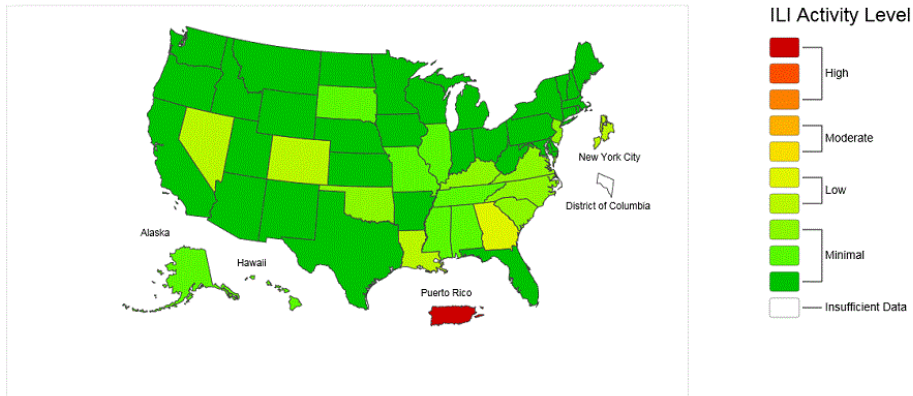 ILI Activity Level
High
Moderate
New York City
Low
District of Columbia
Alaska
Minimal
Hawaii
Puerto Rico
Insufficient Data